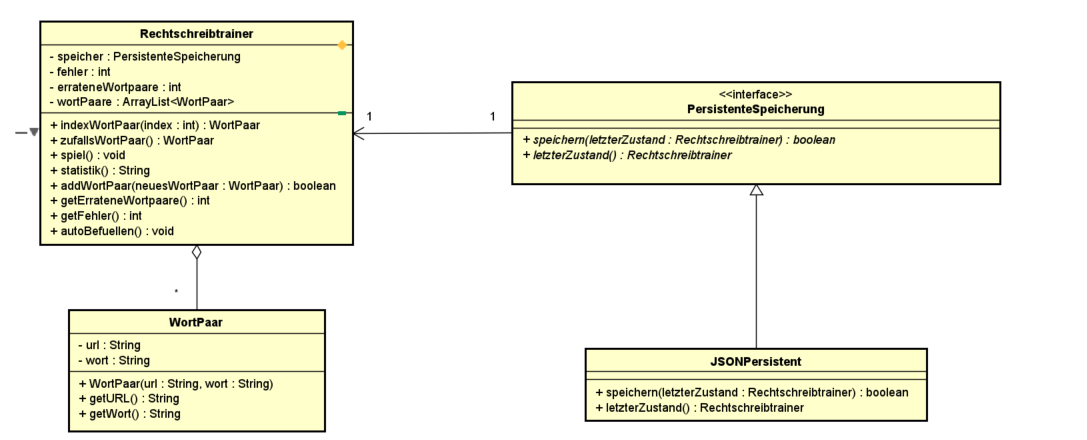 Rechtschreibtrainer
- speicher : PersistenteSpeicherung
- fehler : int
- errateneWortpaare : int
- wortPaare : ArrayList<WortPaar>
+ indexWortPaar(index : int) : WortPaar
+ zufallsWortPaar() : WortPaar
+ spiel() : void
+ statistik() : String
+ addWortPaar(neuesWortPaar : WortPaar) : boolean
+ getErrateneWortpaare() : int
+ getFehler() : int
+ autoBefuellen() : void
1
1
<<interface>>
PersistenteSpeicherung
+ speichern(letzterZustand : Rechtschreibtrainer) : boolean
+ letzterZustand() : Rechtschreibtrainer
*
WortPaar
- url : String
- wort : String
+ WortPaar(url : String, wort : String)
+ getURL() : String
+ getWort() : String
JSONPersistent
+ speichern(letzterZustand : Rechtschreibtrainer) : boolean
+ letzterZustand() : Rechtschreibtrainer